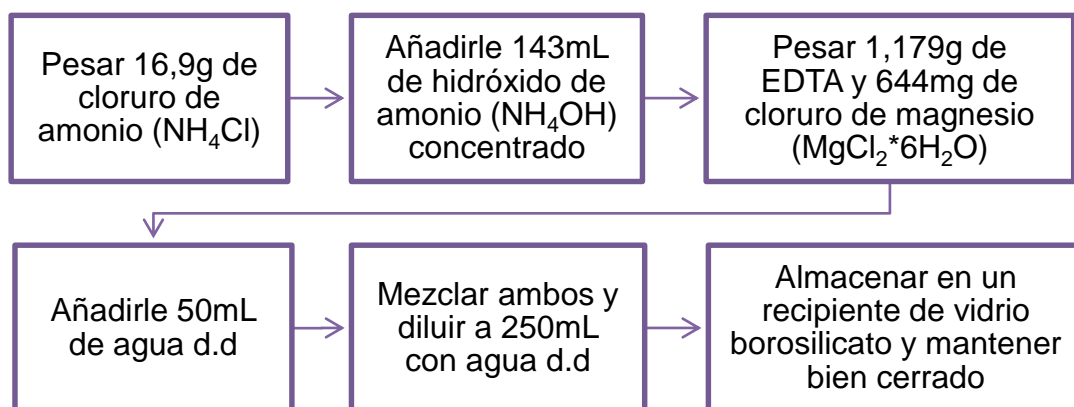 Pesar 16,9g de
cloruro de
amonio (NH₄Cl)
Añadirle 143mL
de hidróxido de
amonio (NH₄OH)
concentrado
Pesar 1,179g de
EDTA y 644mg de
cloruro de magnesio
(MgCl₂*6H₂O)
Añadirle 50mL
de agua d.d
Mezclar ambos y
diluir a 250mL
con agua d.d
Almacenar en un
recipiente de vidrio
borosilicato y mantener
bien cerrado